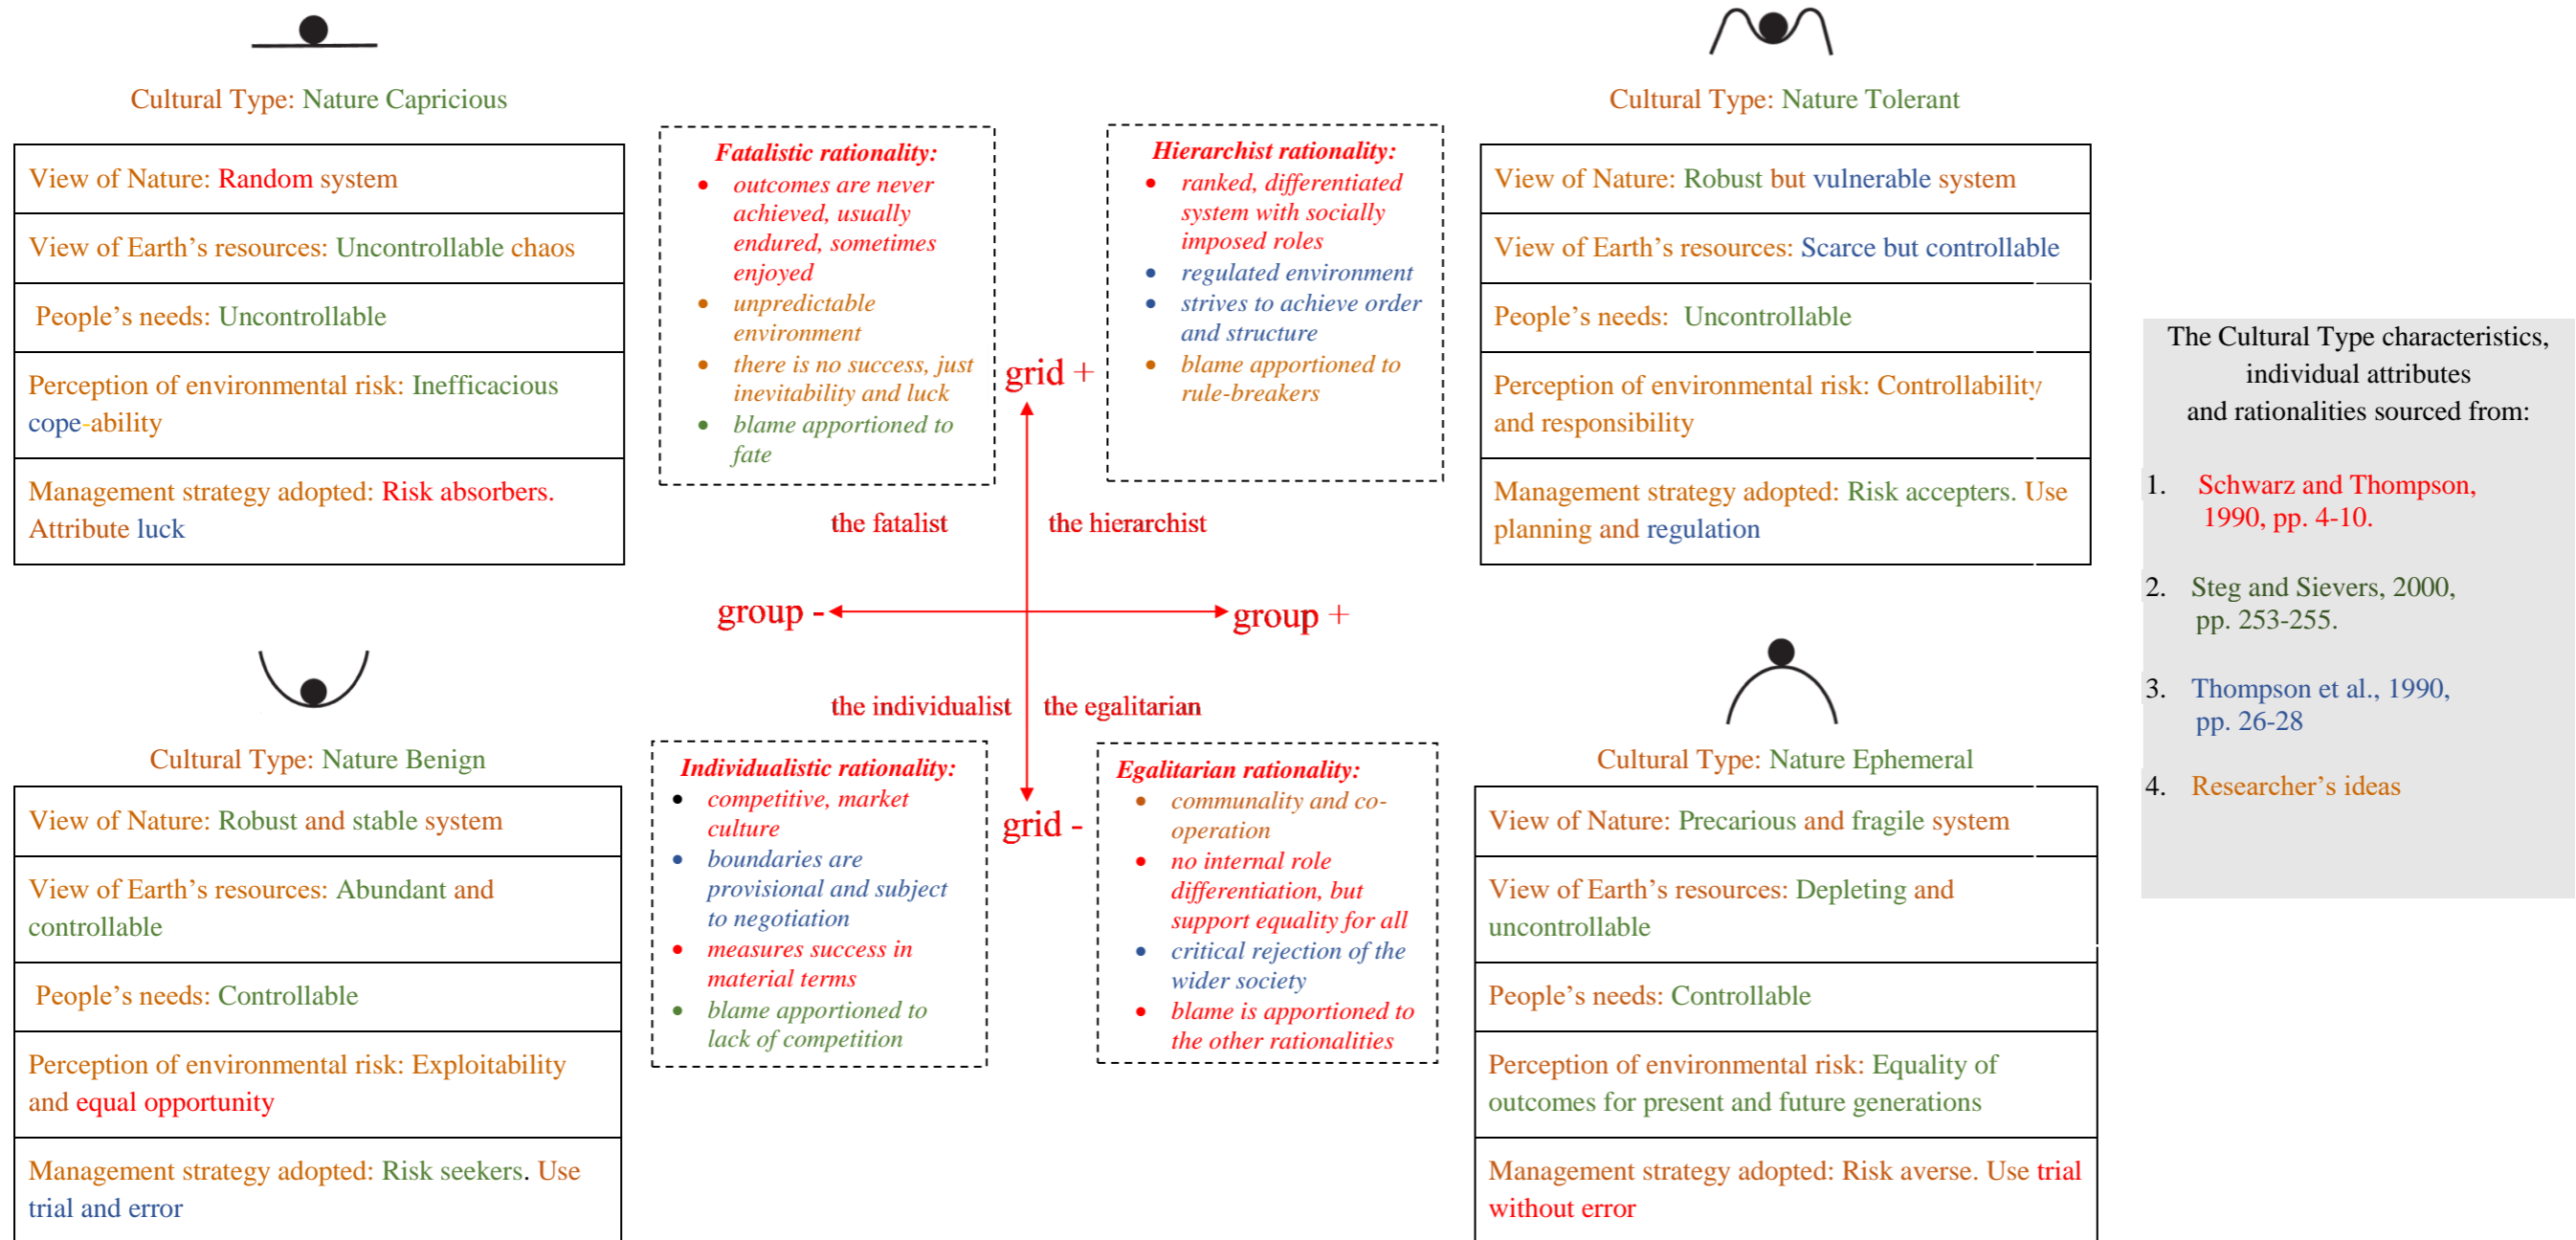 Cultural Type: Nature Capricious
View of Nature: Random system
View of Earth’s resources: Uncontrollable chaos
People’s needs: Uncontrollable
Perception of environmental risk: Inefficacious
cope-ability
Management strategy adopted: Risk absorbers.
Attribute luck
Fatalistic rationality:
• outcomes are never
achieved, usually
endured, sometimes
enjoyed
• unpredictable
environment
• there is no success, just
inevitability and luck
• blame apportioned to
fate
Hierarchist rationality:
• ranked, differentiated
system with socially
imposed roles
• regulated environment
• strives to achieve order
and structure
• blame apportioned to
rule-breakers
Cultural Type: Nature Tolerant
View of Nature: Robust but vulnerable system
View of Earth’s resources: Scarce but controllable
People’s needs: Uncontrollable
Perception of environmental risk: Controllability
and responsibility
Management strategy adopted: Risk accepters. Use
planning and regulation
grid +
the fatalist
the hierarchist
group -
group +
the individualist
the egalitarian
grid -
Cultural Type: Nature Benign
View of Nature: Robust and stable system
View of Earth’s resources: Abundant and
controllable
People’s needs: Controllable
Perception of environmental risk: Exploitability
and equal opportunity
Management strategy adopted: Risk seekers. Use
trial and error
Individualistic rationality:
• competitive, market
culture
• boundaries are
provisional and subject
to negotiation
• measures success in
material terms
• blame apportioned to
lack of competition
Egalitarian rationality:
• communality and co-
operation
• no internal role
differentiation, but
support equality for all
• critical rejection of the
wider society
• blame is apportioned to
the other rationalities
Cultural Type: Nature Ephemeral
View of Nature: Precarious and fragile system
View of Earth’s resources: Depleting and
uncontrollable
People’s needs: Controllable
Perception of environmental risk: Equality of
outcomes for present and future generations
Management strategy adopted: Risk averse. Use trial
without error
The Cultural Type characteristics,
individual attributes
and rationalities sourced from:
1. Schwarz and Thompson,
1990, pp. 4-10.
2. Steg and Sievers, 2000,
pp. 253-255.
3. Thompson et al., 1990,
pp. 26-28
4. Researcher’s ideas